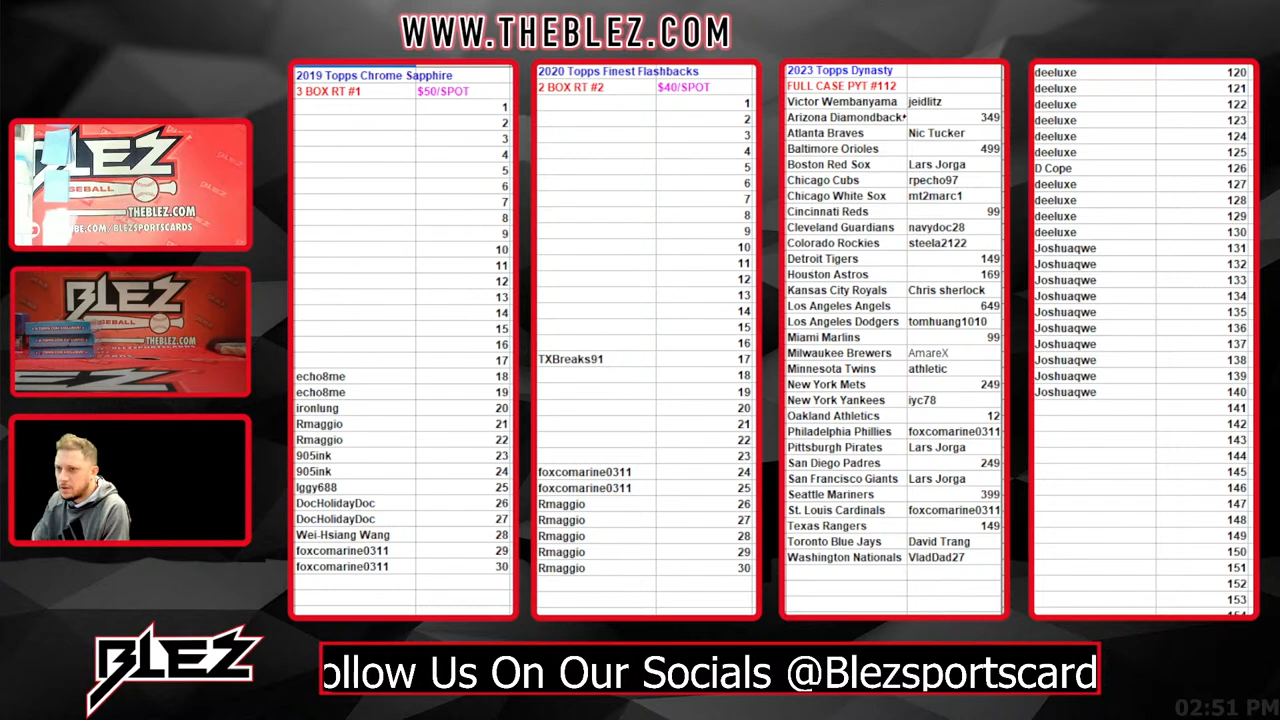 WWW.THEBLEZ.COM
BLEZ
BASEBALL
THEBLEZ.COM
BE.COM/BLEZSPORTSCARDS
BLEZ
BASEBALL
THEBLEZ.COM
2019 Topps Chrome Sapphire
3 BOX RT #1 $50/SPOT
1
2
3
4
5
6
7
8
9
10
11
12
13
14
15
16
17
echo8me 18
echo8me 19
ironlung 20
Rmaggio 21
Rmaggio 22
905ink 23
905ink 24
Iggy688 25
DocHolidayDoc 26
DocHolidayDoc 27
Wei-Hsiang Wang 28
foxcomarine0311 29
foxcomarine0311 30
2020 Topps Finest Flashbacks
2 BOX RT #2 $40/SPOT
1
2
3
4
5
6
7
8
9
10
11
12
13
14
15
16
TXBreaks91 17
18
19
20
21
22
23
foxcomarine0311 24
foxcomarine0311 25
Rmaggio 26
Rmaggio 27
Rmaggio 28
Rmaggio 29
Rmaggio 30
2023 Topps Dynasty
FULL CASE PYT #112
Victor Wembanyama jeidlitz
Arizona Diamondback 349
Atlanta Braves Nic Tucker
Baltimore Orioles 499
Boston Red Sox Lars Jorga
Chicago Cubs rpecho97
Chicago White Sox mt2marc1
Cincinnati Reds 99
Cleveland Guardians navydoc28
Colorado Rockies steela2122
Detroit Tigers 149
Houston Astros 169
Kansas City Royals Chris sherlock
Los Angeles Angels 649
Los Angeles Dodgers tomhuang1010
Miami Marlins 99
Milwaukee Brewers AmareX
Minnesota Twins athletic
New York Mets 249
New York Yankees iyc78
Oakland Athletics 12
Philadelphia Phillies foxcomarine0311
Pittsburgh Pirates Lars Jorga
San Diego Padres 249
San Francisco Giants Lars Jorga
Seattle Mariners 399
St. Louis Cardinals foxcomarine0311
Texas Rangers 149
Toronto Blue Jays David Trang
Washington Nationals VladDad27
deeluxe 120
deeluxe 121
deeluxe 122
deeluxe 123
deeluxe 124
deeluxe 125
D Cope 126
deeluxe 127
deeluxe 128
deeluxe 129
deeluxe 130
Joshuaqwe 131
Joshuaqwe 132
Joshuaqwe 133
Joshuaqwe 134
Joshuaqwe 135
Joshuaqwe 136
Joshuaqwe 137
Joshuaqwe 138
Joshuaqwe 139
Joshuaqwe 140
141
142
143
144
145
146
147
148
149
150
151
152
153
BLEZ
ollow Us On Our Socials @Blezsportscard
02:51 PM